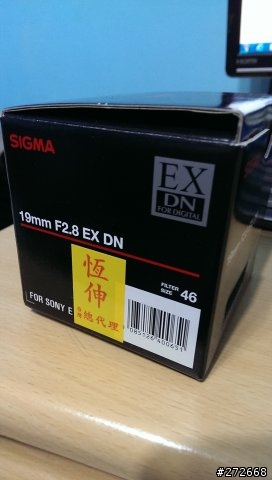 SIGMA
EX
DN
FOR DIGITAL
19mm F2.8 EX DN
FILTER
SIZE 46
恆伸
總代理
FOR SONY E
#272668